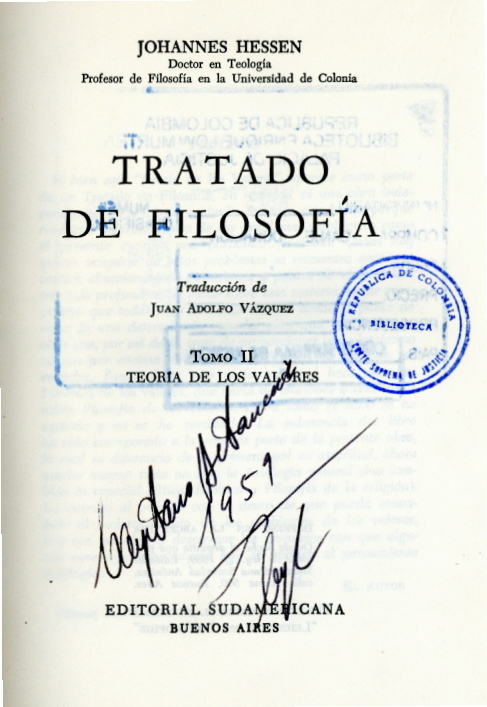 JOHANNES HESSEN
Doctor en Teología
Profesor de Filosofía en la Universidad de Colonia
TRATADO
DE FILOSOFÍA
Traducción de
JUAN ADOLFO VÁZQUEZ
REPUBLICA DE COLOMBIA
BIBLIOTECA
CORTE SUPREMA DE JUSTICIA
TOMO II
TEORÍA DE LOS VALORES
1959
EDITORIAL SUDAMERICANA
BUENOS AIRES